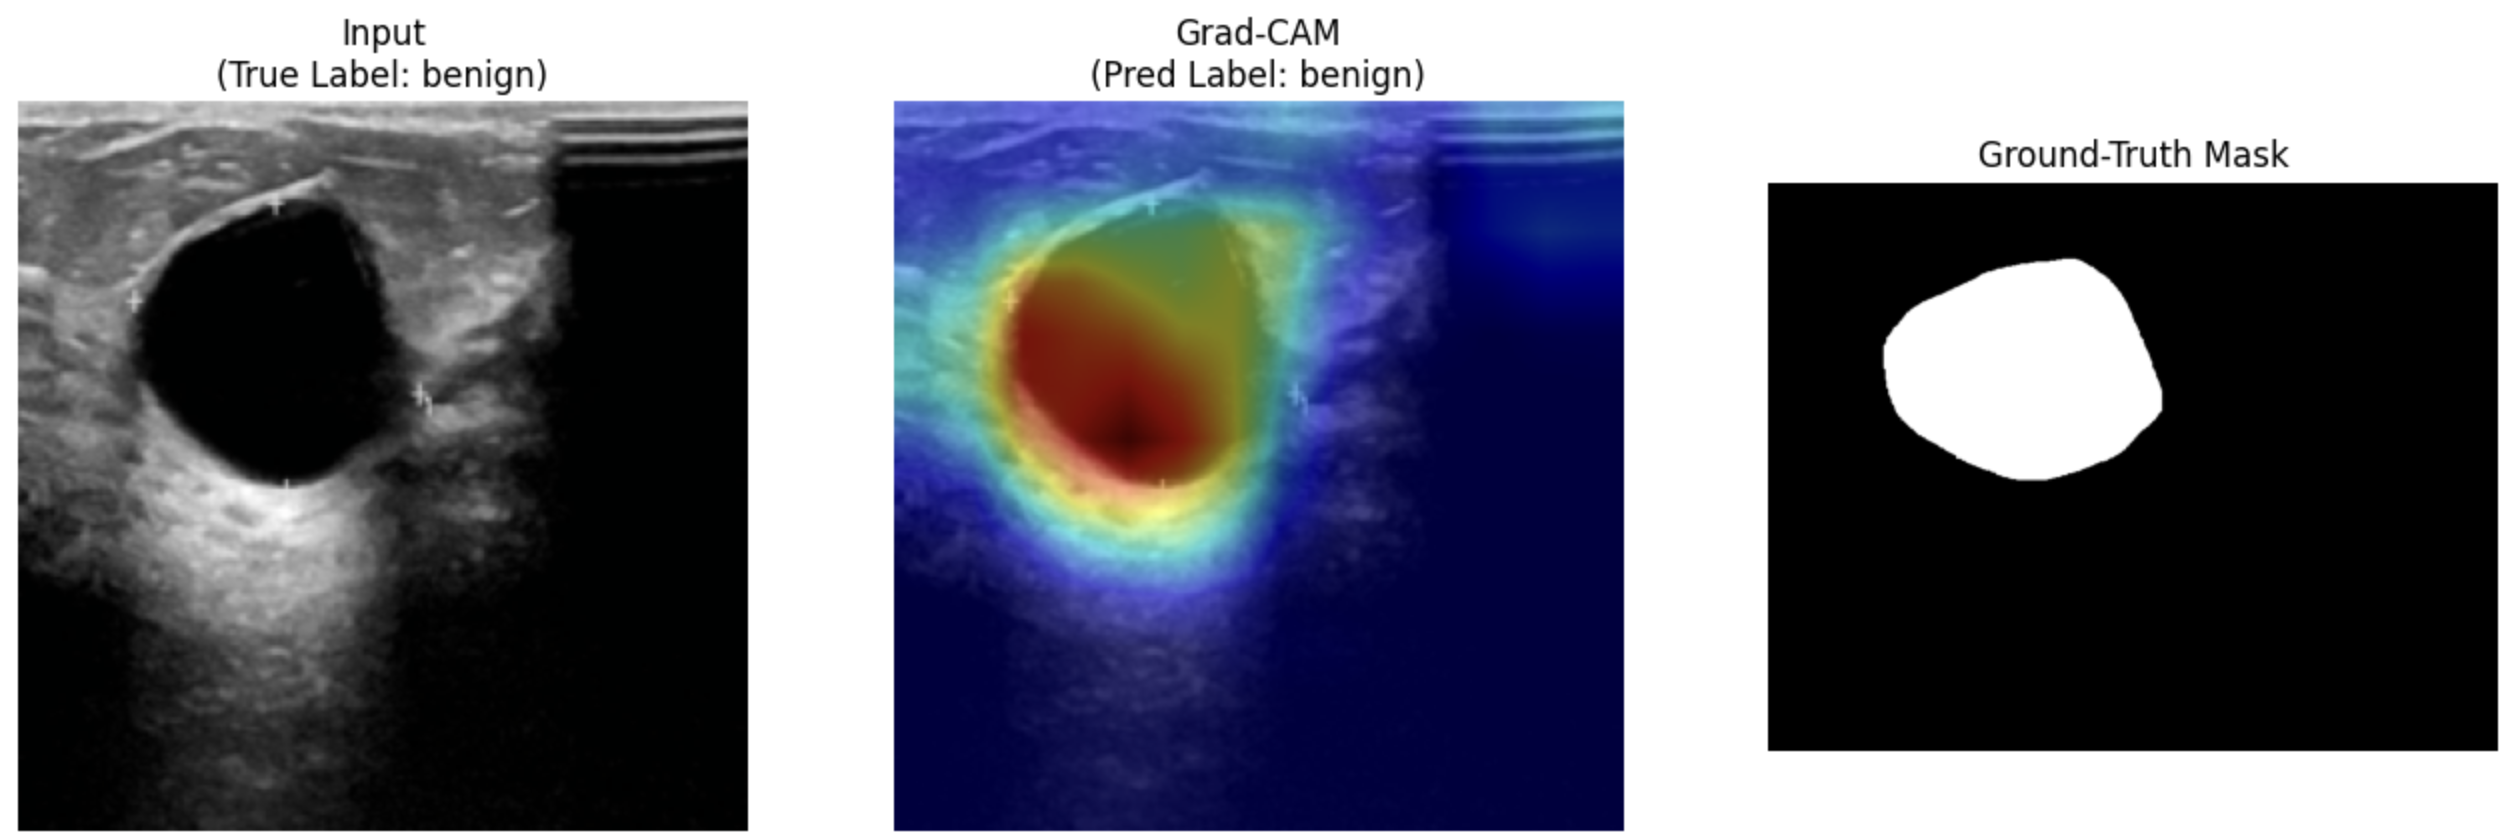 Input
(True Label: benign)
Grad-CAM
(Pred Label: benign)
Ground-Truth Mask